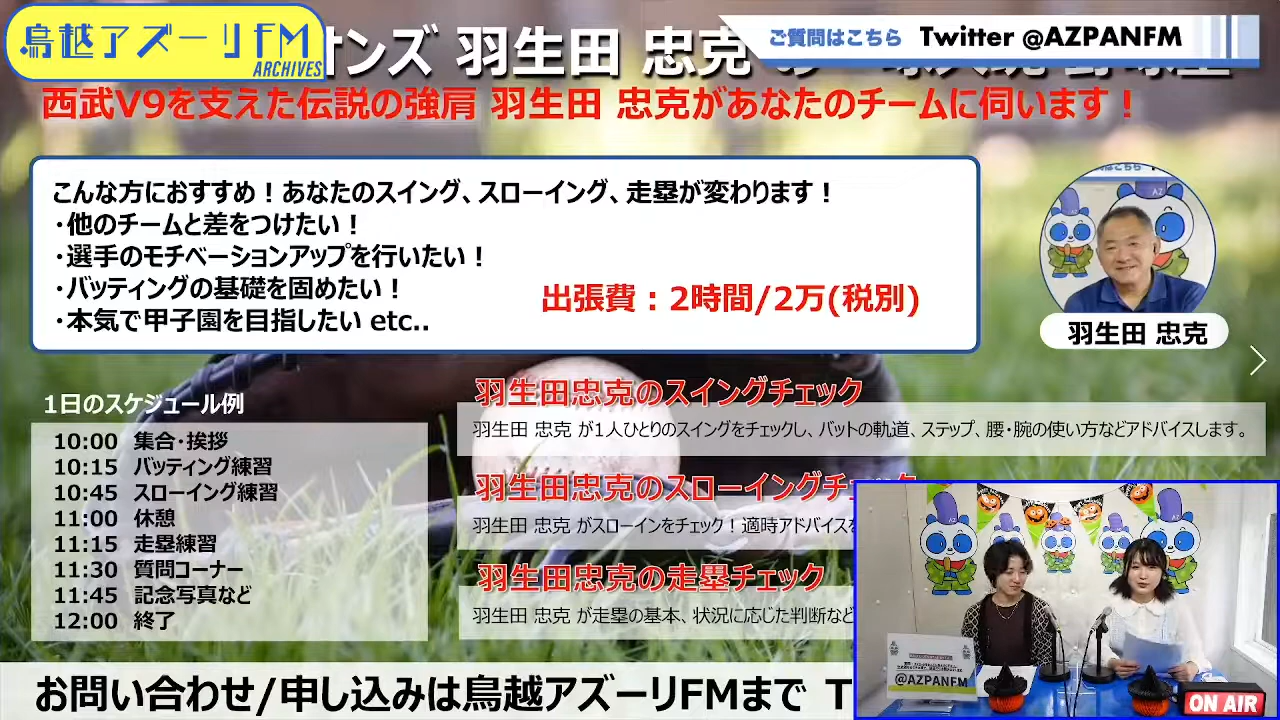 鳥越アズーリFM
ARCHIVES
ンズ 羽生田 忠克
ご質問はこちら Twitter @AZPANFM
西武V9を支えた伝説の強肩 羽生田 忠克があなたのチームに伺います！
こんな方におすすめ！あなたのスイング、スローイング、走塁が変わります！
・他のチームと差をつけたい！
・選手のモチベーションアップを行いたい！
・バッティングの基礎を固めたい！
・本気で甲子園を目指したい etc..
出張費：2時間/2万(税別)
羽生田 忠克
1日のスケジュール例
10:00 集合・挨拶
10:15 バッティング練習
10:45 スローイング練習
11:00 休憩
11:15 走塁練習
11:30 質問コーナー
11:45 記念写真など
12:00 終了
羽生田忠克のスイングチェック
羽生田 忠克 が1人ひとりのスイングをチェックし、バットの軌道、ステップ、腰・腕の使い方などアドバイスします。
羽生田忠克のスローイングチェック
羽生田 忠克 がスローインをチェック！適時アドバイスを
羽生田忠克の走塁チェック
羽生田 忠克 が走塁の基本、状況に応じた判断など
お問い合わせ/申し込みは鳥越アズーリFMまで T
@AZPANFM
ON AIR